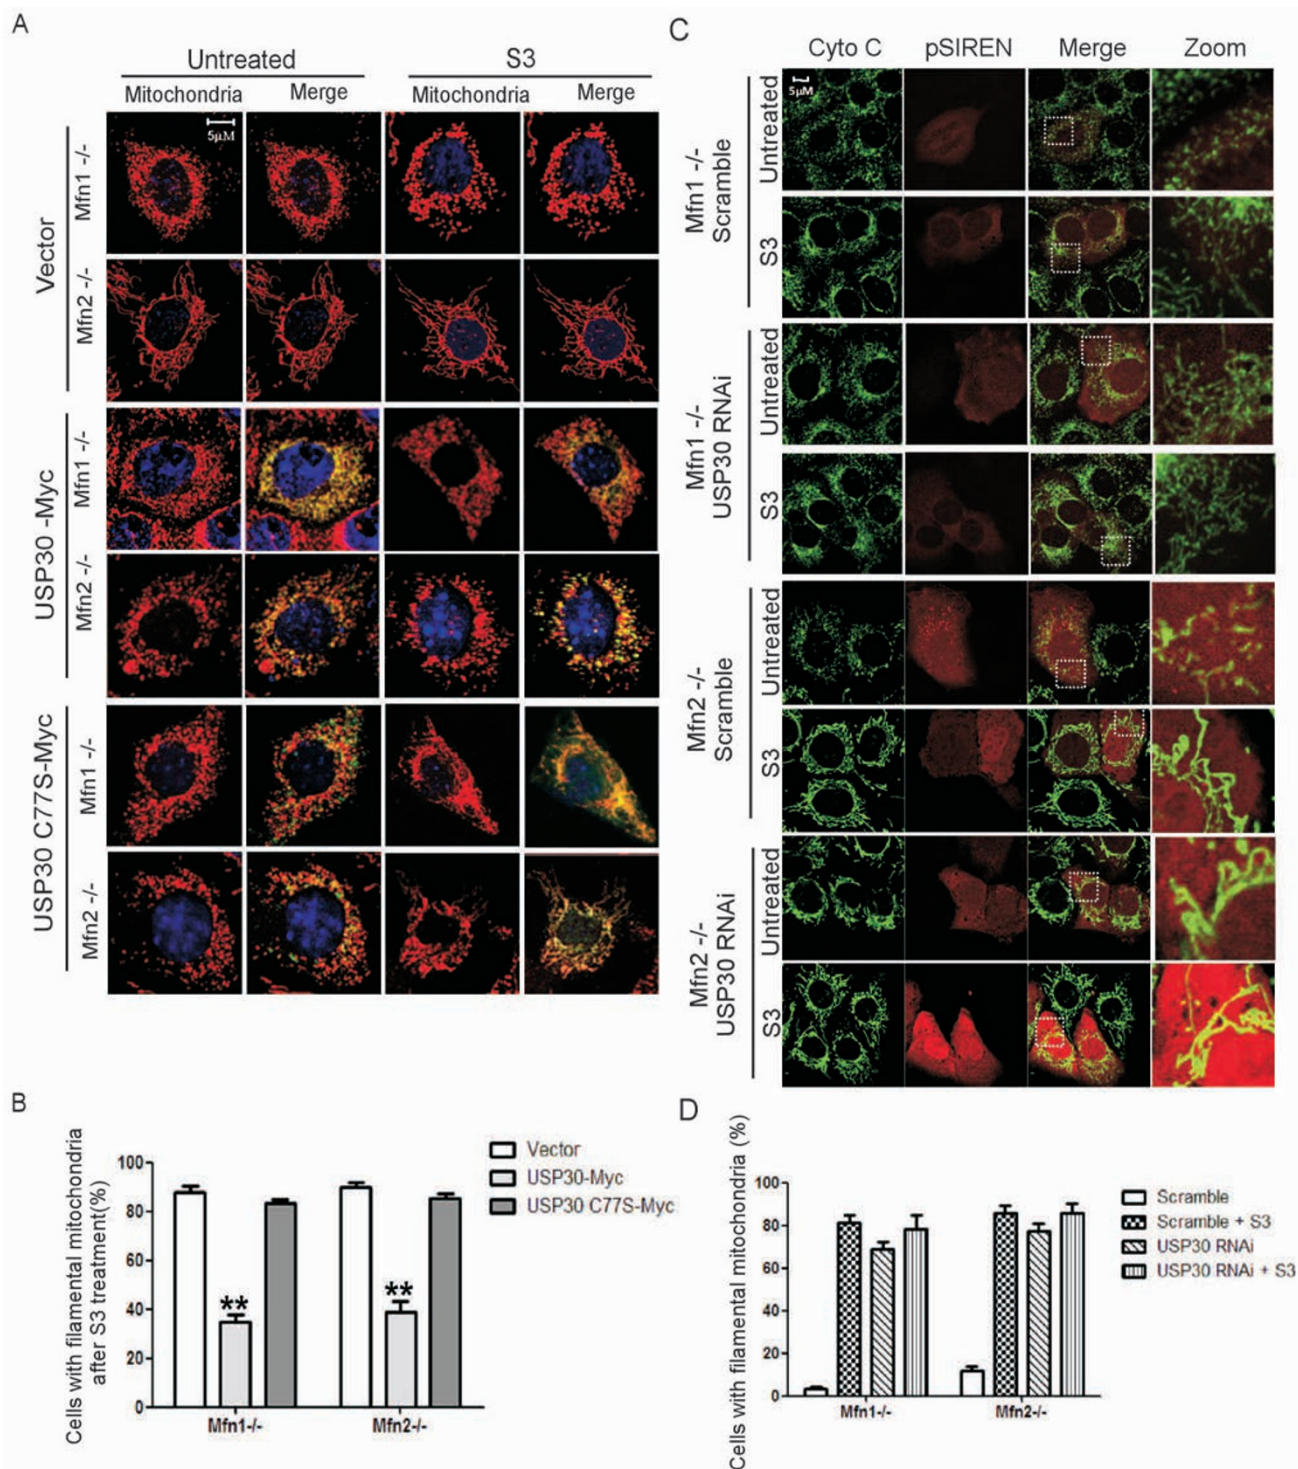 A
Untreated
S3
Mitochondria
Merge
Mitochondria
Merge
5µM
Vector
Mfn1 -/-
Mfn2 -/-
USP30 -Myc
Mfn1 -/-
Mfn2 -/-
USP30 C77S-Myc
Mfn1 -/-
Mfn2 -/-
C
Cyto C
pSIREN
Merge
Zoom
5µM
Mfn1 -/-
Scramble
Untreated
S3
Mfn1 -/-
USP30 RNAi
Untreated
S3
Mfn2 -/-
Scramble
Untreated
S3
Mfn2 -/-
USP30 RNAi
Untreated
S3
B
Cells with filamental mitochondria
after S3 treatment(%)
100
80
60
40
20
0
**
**
Mfn1-/-
Mfn2-/-
Vector
USP30-Myc
USP30 C77S-Myc
D
Cells with filamental mitochondria (%)
100
80
60
40
20
0
Mfn1-/-
Mfn2-/-
Scramble
Scramble + S3
USP30 RNAi
USP30 RNAi + S3